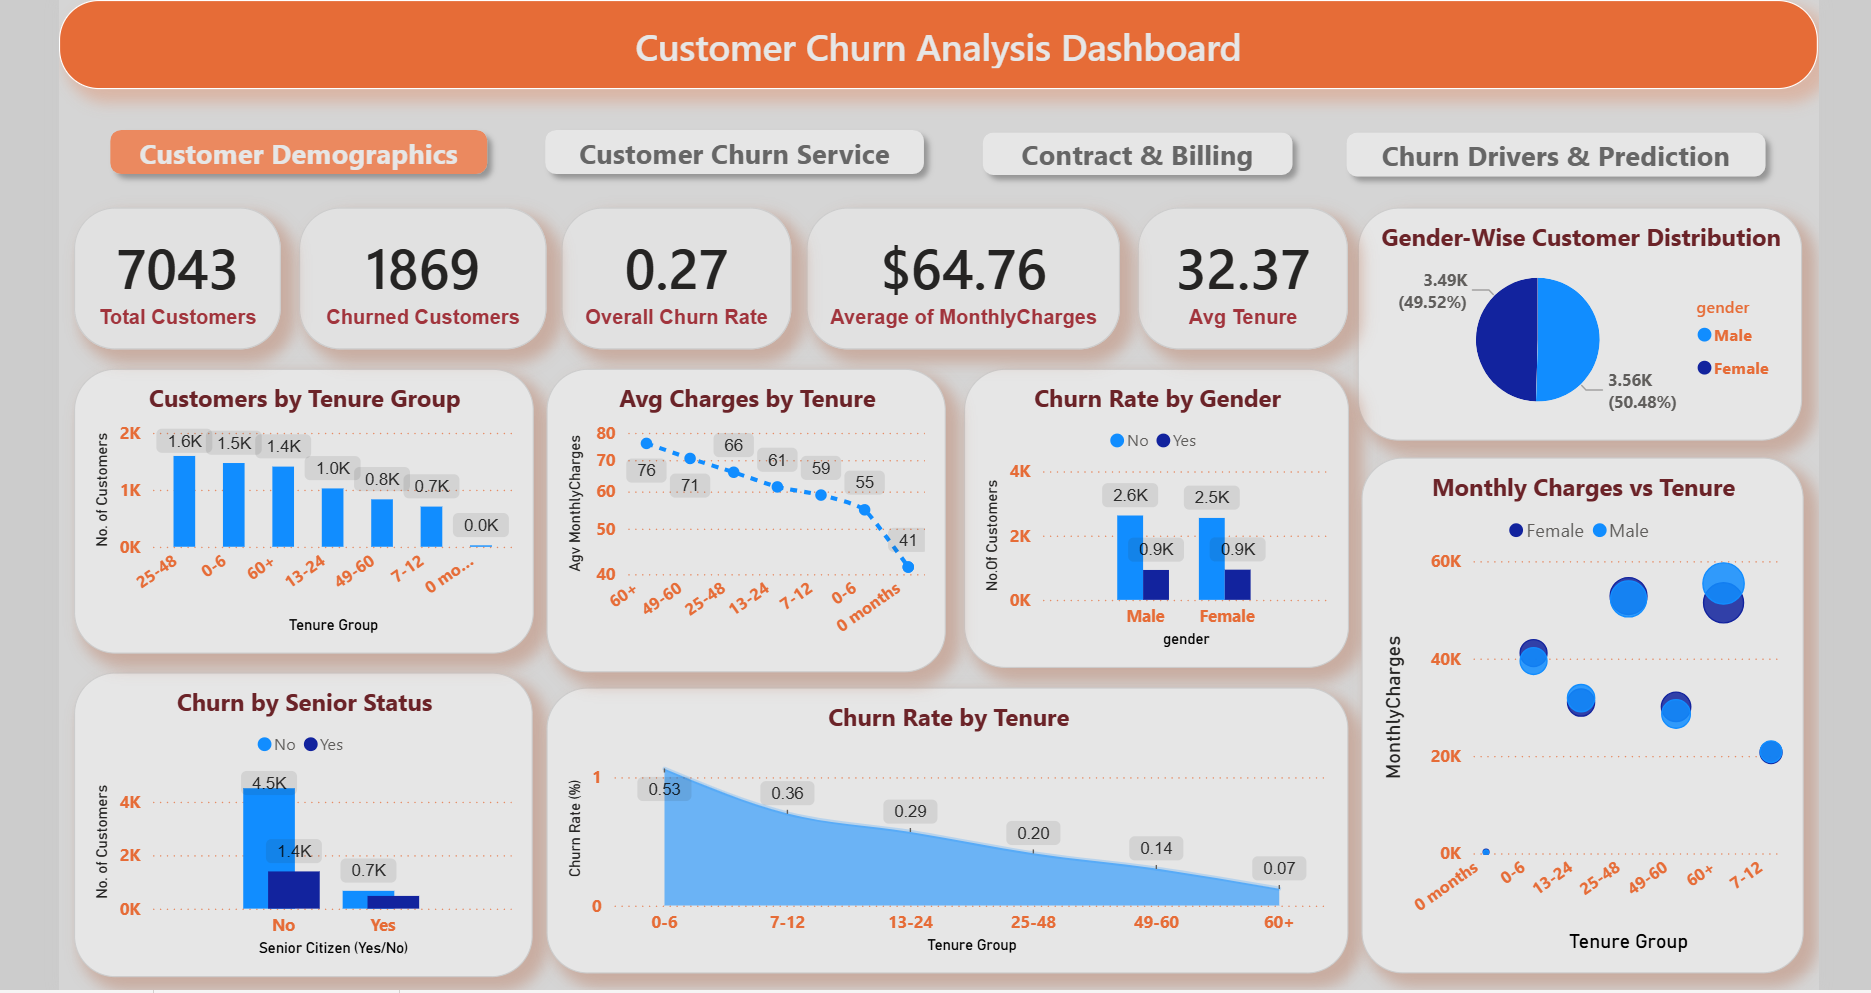 Customer Churn Analysis Dashboard
Customer Demographics
Customer Churn Service
Contract & Billing
Churn Drivers & Prediction
7043
Total Customers
1869
Churned Customers
0.27
Overall Churn Rate
$64.76
Average of MonthlyCharges
32.37
Avg Tenure
Gender-Wise Customer Distribution
3.49K
(49.52%)
3.56K
(50.48%)
gender
Male
Female
Customers by Tenure Group
No. of Customers
2K
1K
0K
1.6K
1.5K
1.4K
1.0K
0.8K
0.7K
0.0K
25-48
0-6
60+
13-24
49-60
7-12
0 mo...
Tenure Group
Avg Charges by Tenure
Agv MonthlyCharges
80
70
60
50
40
76
71
66
61
59
55
41
60+
49-60
25-48
13-24
7-12
0-6
0 months
Churn Rate by Gender
No Yes
No.Of Customers
4K
2K
0K
2.6K
0.9K
2.5K
0.9K
Male
Female
gender
Monthly Charges vs Tenure
Female Male
MonthlyCharges
60K
40K
20K
0K
0 months
0-6
13-24
25-48
49-60
60+
7-12
Tenure Group
Churn by Senior Status
No Yes
No. of Customers
4K
2K
0K
4.5K
1.4K
0.7K
No
Yes
Senior Citizen (Yes/No)
Churn Rate by Tenure
Churn Rate (%)
1
0
0.53
0.36
0.29
0.20
0.14
0.07
0-6
7-12
13-24
25-48
49-60
60+
Tenure Group